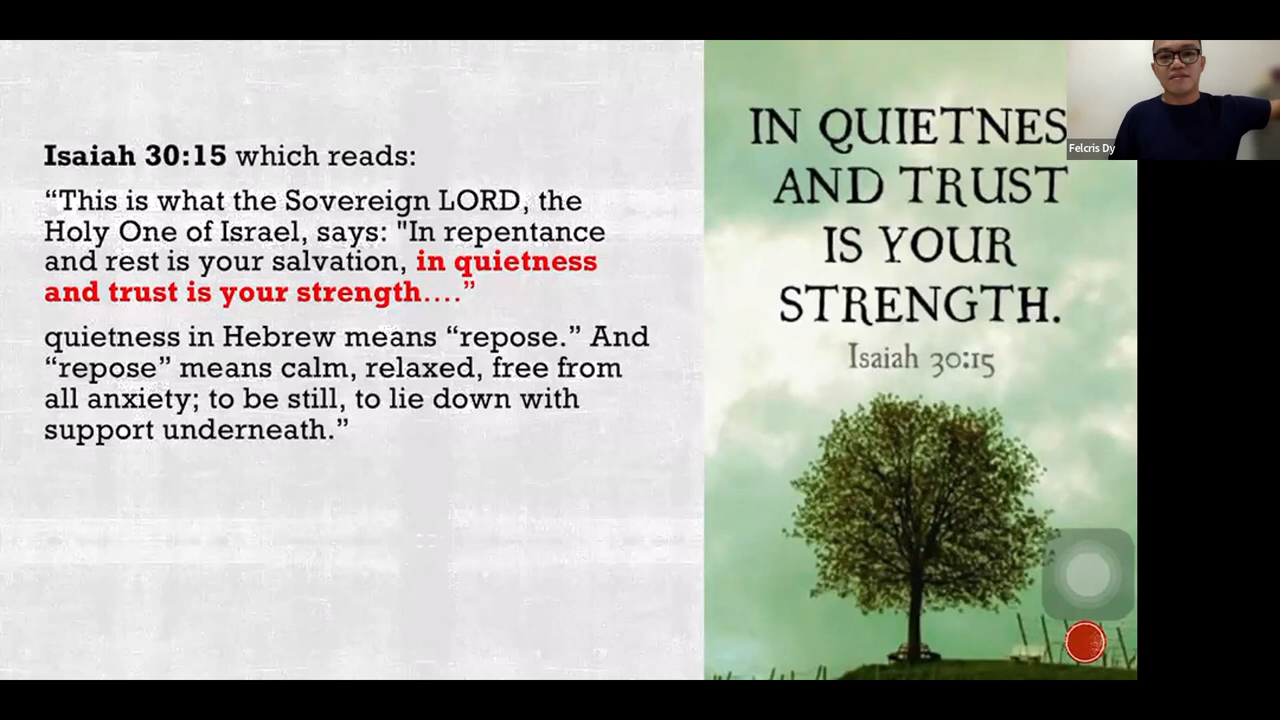 Isaiah 30:15 which reads:
“This is what the Sovereign LORD, the
Holy One of Israel, says: "In repentance
and rest is your salvation, in quietness
and trust is your strength….”
quietness in Hebrew means “repose.” And
“repose” means calm, relaxed, free from
all anxiety; to be still, to lie down with
support underneath.”
IN QUIETNES
AND TRUST
IS YOUR
STRENGTH.
Isaiah 30:15
Felcris Dy